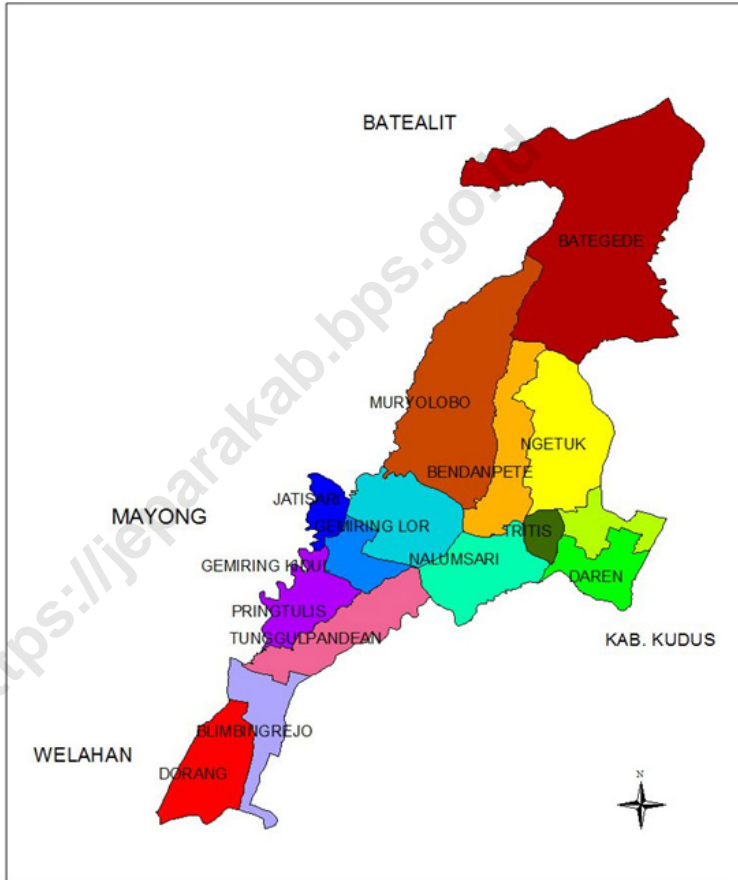 BATEALIT
BATEGEDE
MURYOLOBO
NGETUK
BENDANPETE
JATISARI
MAYONG
GEMIRING LOR
TRITIS
NALUMSARI
GEMIRING KIDUL
DAREN
PRINGTULIS
TUNGGULPANDEAN
KAB. KUDUS
BLIMBINGREJO
WELAHAN
DORANG
N
https://jeparakab.bps.go.id